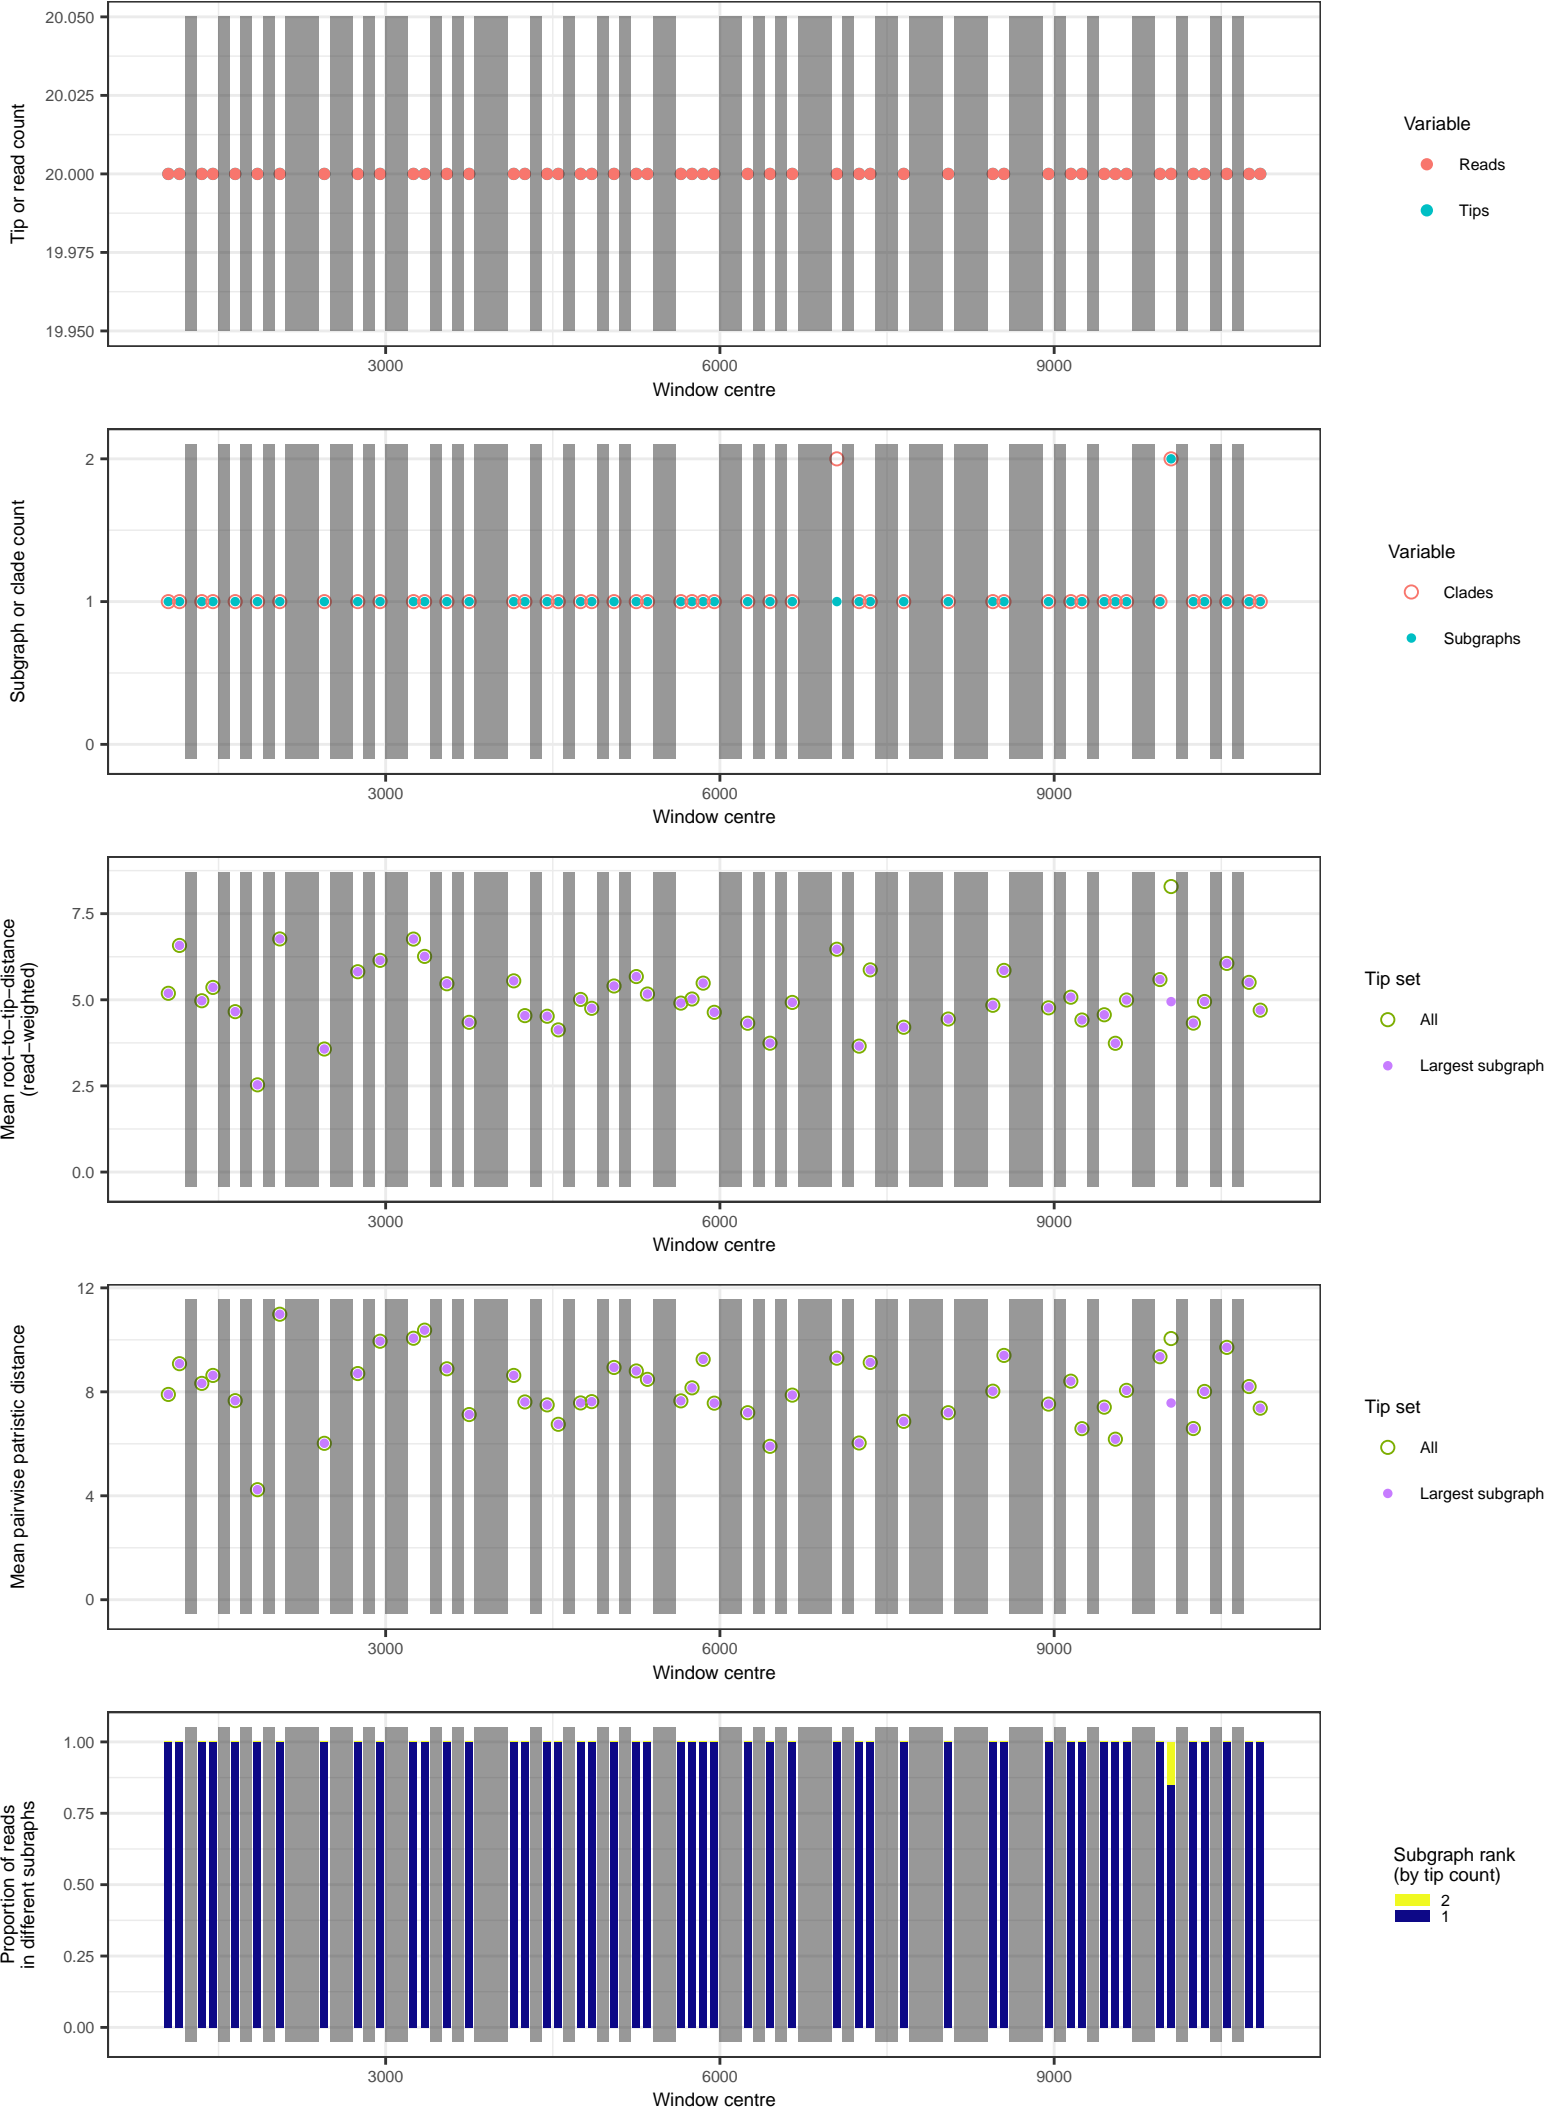 20.050
20.025
20.000
19.975
19.950
Tip or read count
3000
6000
9000
Window centre
Variable
Reads
Tips
2
1
0
Subgraph or clade count
3000
6000
9000
Window centre
Variable
Clades
Subgraphs
7.5
5.0
2.5
0.0
Mean root−to−tip−distance
(read−weighted)
3000
6000
9000
Window centre
Tip set
All
Largest subgraph
12
8
4
0
Mean pairwise patristic distance
3000
6000
9000
Window centre
Tip set
All
Largest subgraph
1.00
0.75
0.50
0.25
0.00
Proportion of reads
in different subraphs
3000
6000
9000
Window centre
Subgraph rank
(by tip count)
2
1